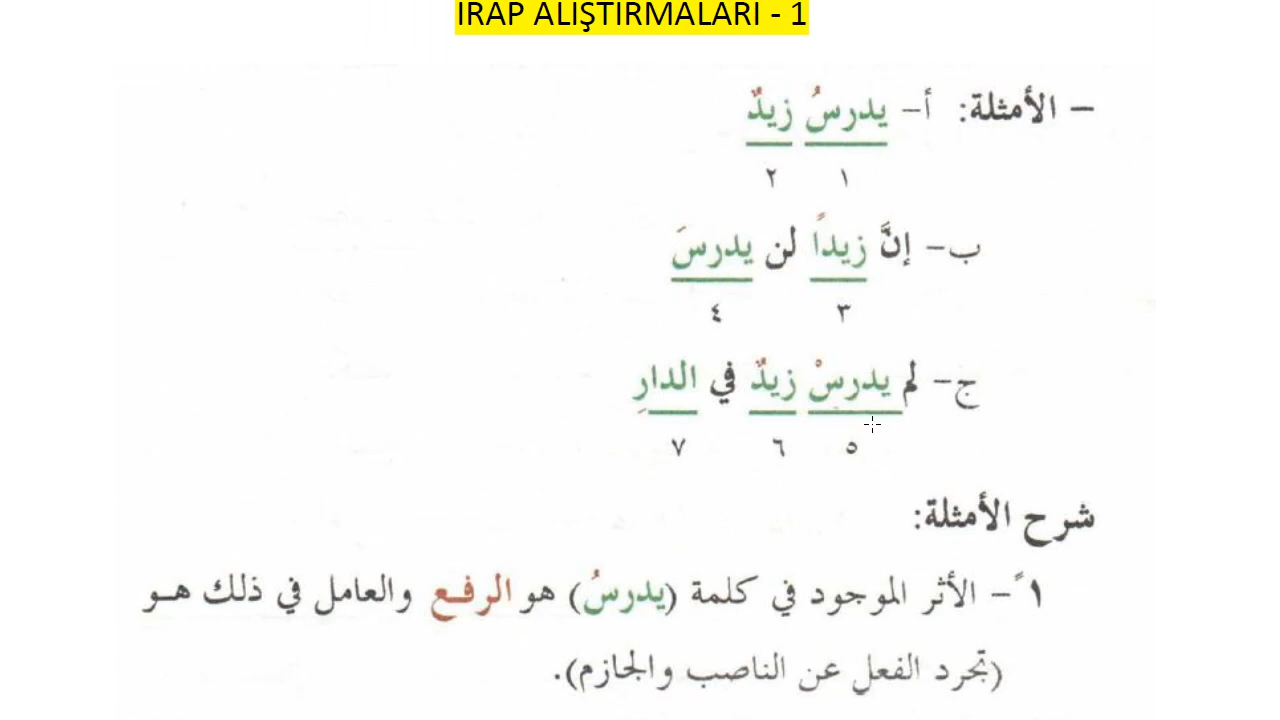 İRAP ALIŞTIRMALARI - 1
– الأمثلة: أ– يدرسُ زيدٌ
١ ٢
ب– إنَّ زيداً لن يدرسَ
٣ ٤
ج– لم يدرسْ زيدٌ في الدارِ
٥ ٦ ٧
شرح الأمثلة:
١ً– الأثر الموجود في كلمة (يدرسُ) هو الرفع والعامل في ذلك هو
(تجرد الفعل عن الناصب والجازم).